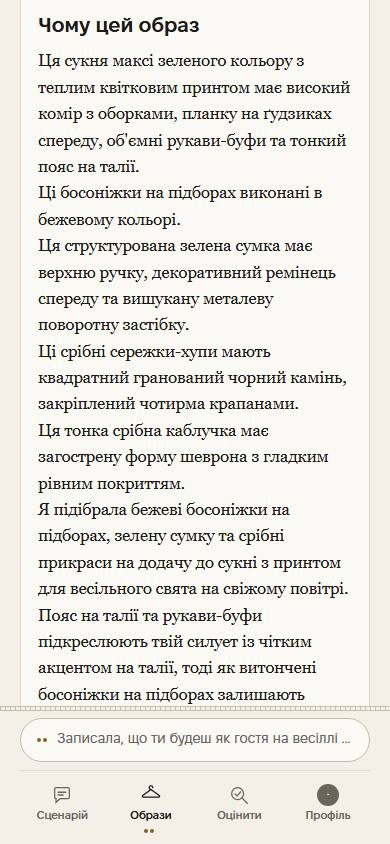 Чому цей образ
Ця сукня максі зеленого кольору з
теплим квітковим принтом має високий
комір з оборками, планку на ґудзиках
спереду, об'ємні рукави-буфи та тонкий
пояс на талії.
Ці босоніжки на підборах виконані в
бежевому кольорі.
Ця структурована зелена сумка має
верхню ручку, декоративний ремінець
спереду та вишукану металеву
поворотну застібку.
Ці срібні сережки-хупи мають
квадратний гранований чорний камінь,
закріплений чотирма крапанами.
Ця тонка срібна каблучка має
загострену форму шеврона з гладким
рівним покриттям.
Я підібрала бежеві босоніжки на
підборах, зелену сумку та срібні
прикраси на додачу до сукні з принтом
для весільного свята на свіжому повітрі.
Пояс на талії та рукави-буфи
підкреслюють твій силует із чітким
акцентом на талії, тоді як витончені
босоніжки на підборах залишають
Записала, що ти будеш як гостя на весіллі ...
Сценарій Образи Оцінити Профіль